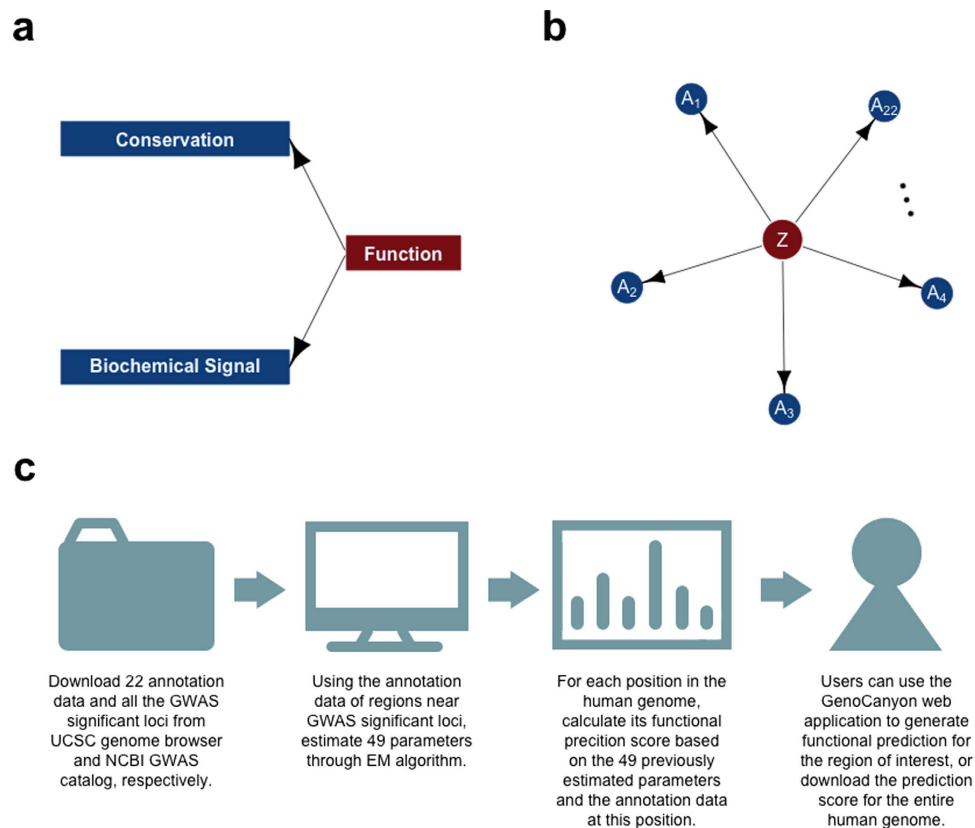 a
Conservation
Function
Biochemical Signal
b
A1
A22
Z
A2
A4
A3
c
Download 22 annotation
data and all the GWAS
significant loci from
UCSC genome browser
and NCBI GWAS
catalog, respectively.
Using the annotation
data of regions near
GWAS significant loci,
estimate 49 parameters
through EM algorithm.
For each position in the
human genome,
calculate its functional
precition score based
on the 49 previously
estimated parameters
and the annotation data
at this position.
Users can use the
GenoCanyon web
application to generate
functional prediction for
the region of interest, or
download the prediction
score for the entire
human genome.